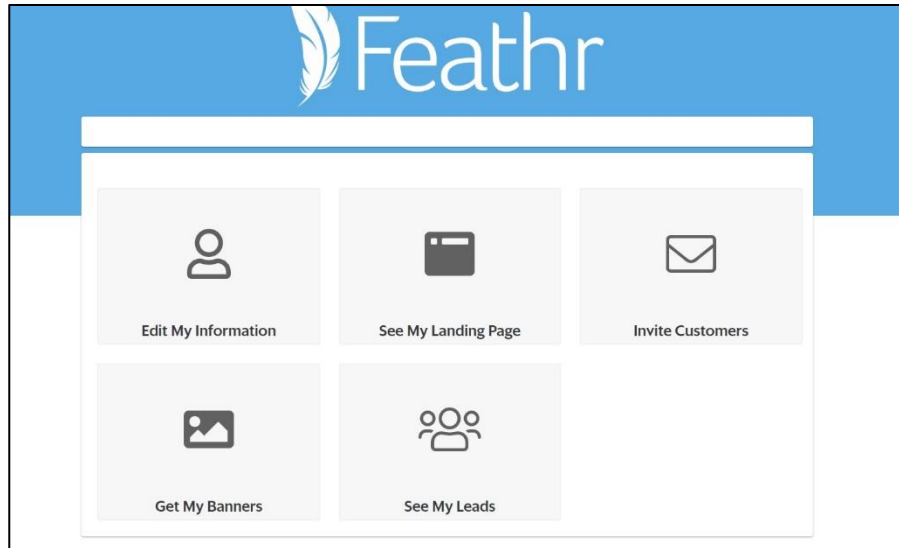 Feathr
Edit My Information
See My Landing Page
Invite Customers
Get My Banners
See My Leads